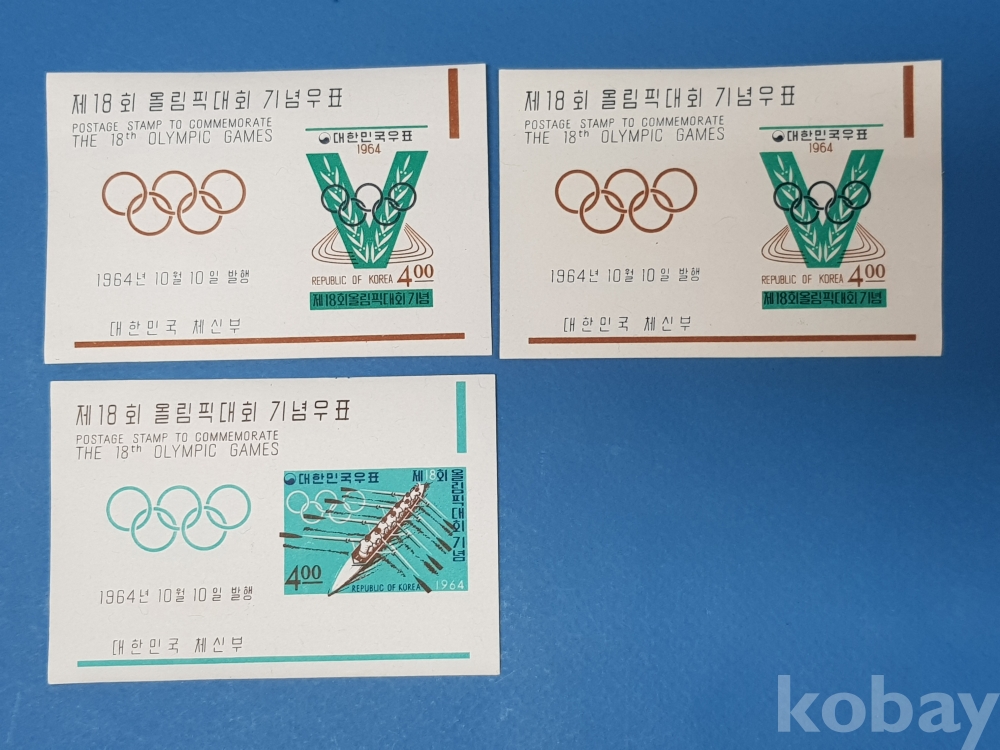 제18회 올림픽대회 기념우표
POSTAGE STAMP TO COMMEMORATE
THE 18th OLYMPIC GAMES
대한민국우표
1964
REPUBLIC OF KOREA 4.00
제18회올림픽대회기념
1964년 10월 10일 발행
대한민국 체신부
제18회 올림픽대회 기념우표
POSTAGE STAMP TO COMMEMORATE
THE 18th OLYMPIC GAMES
대한민국우표
1964
REPUBLIC OF KOREA 4.00
제18회올림픽대회기념
1964년 10월 10일 발행
대한민국 체신부
제18회 올림픽대회 기념우표
POSTAGE STAMP TO COMMEMORATE
THE 18th OLYMPIC GAMES
대한민국우표
제18회
올림픽대회기념
4.00
REPUBLIC OF KOREA 1964
1964년 10월 10일 발행
대한민국 체신부
kobay